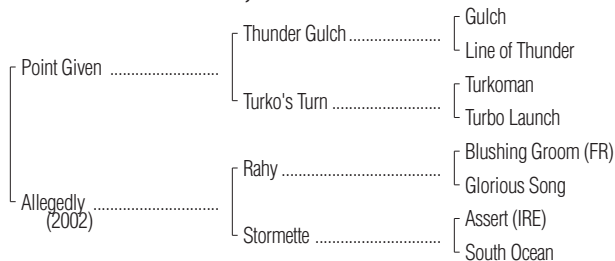 Gulch
Thunder Gulch
Line of Thunder
Point Given
Turkoman
Turko's Turn
Turbo Launch
Blushing Groom (FR)
Rahy
Glorious Song
Allegedly
(2002)
Assert (IRE)
Stormette
South Ocean